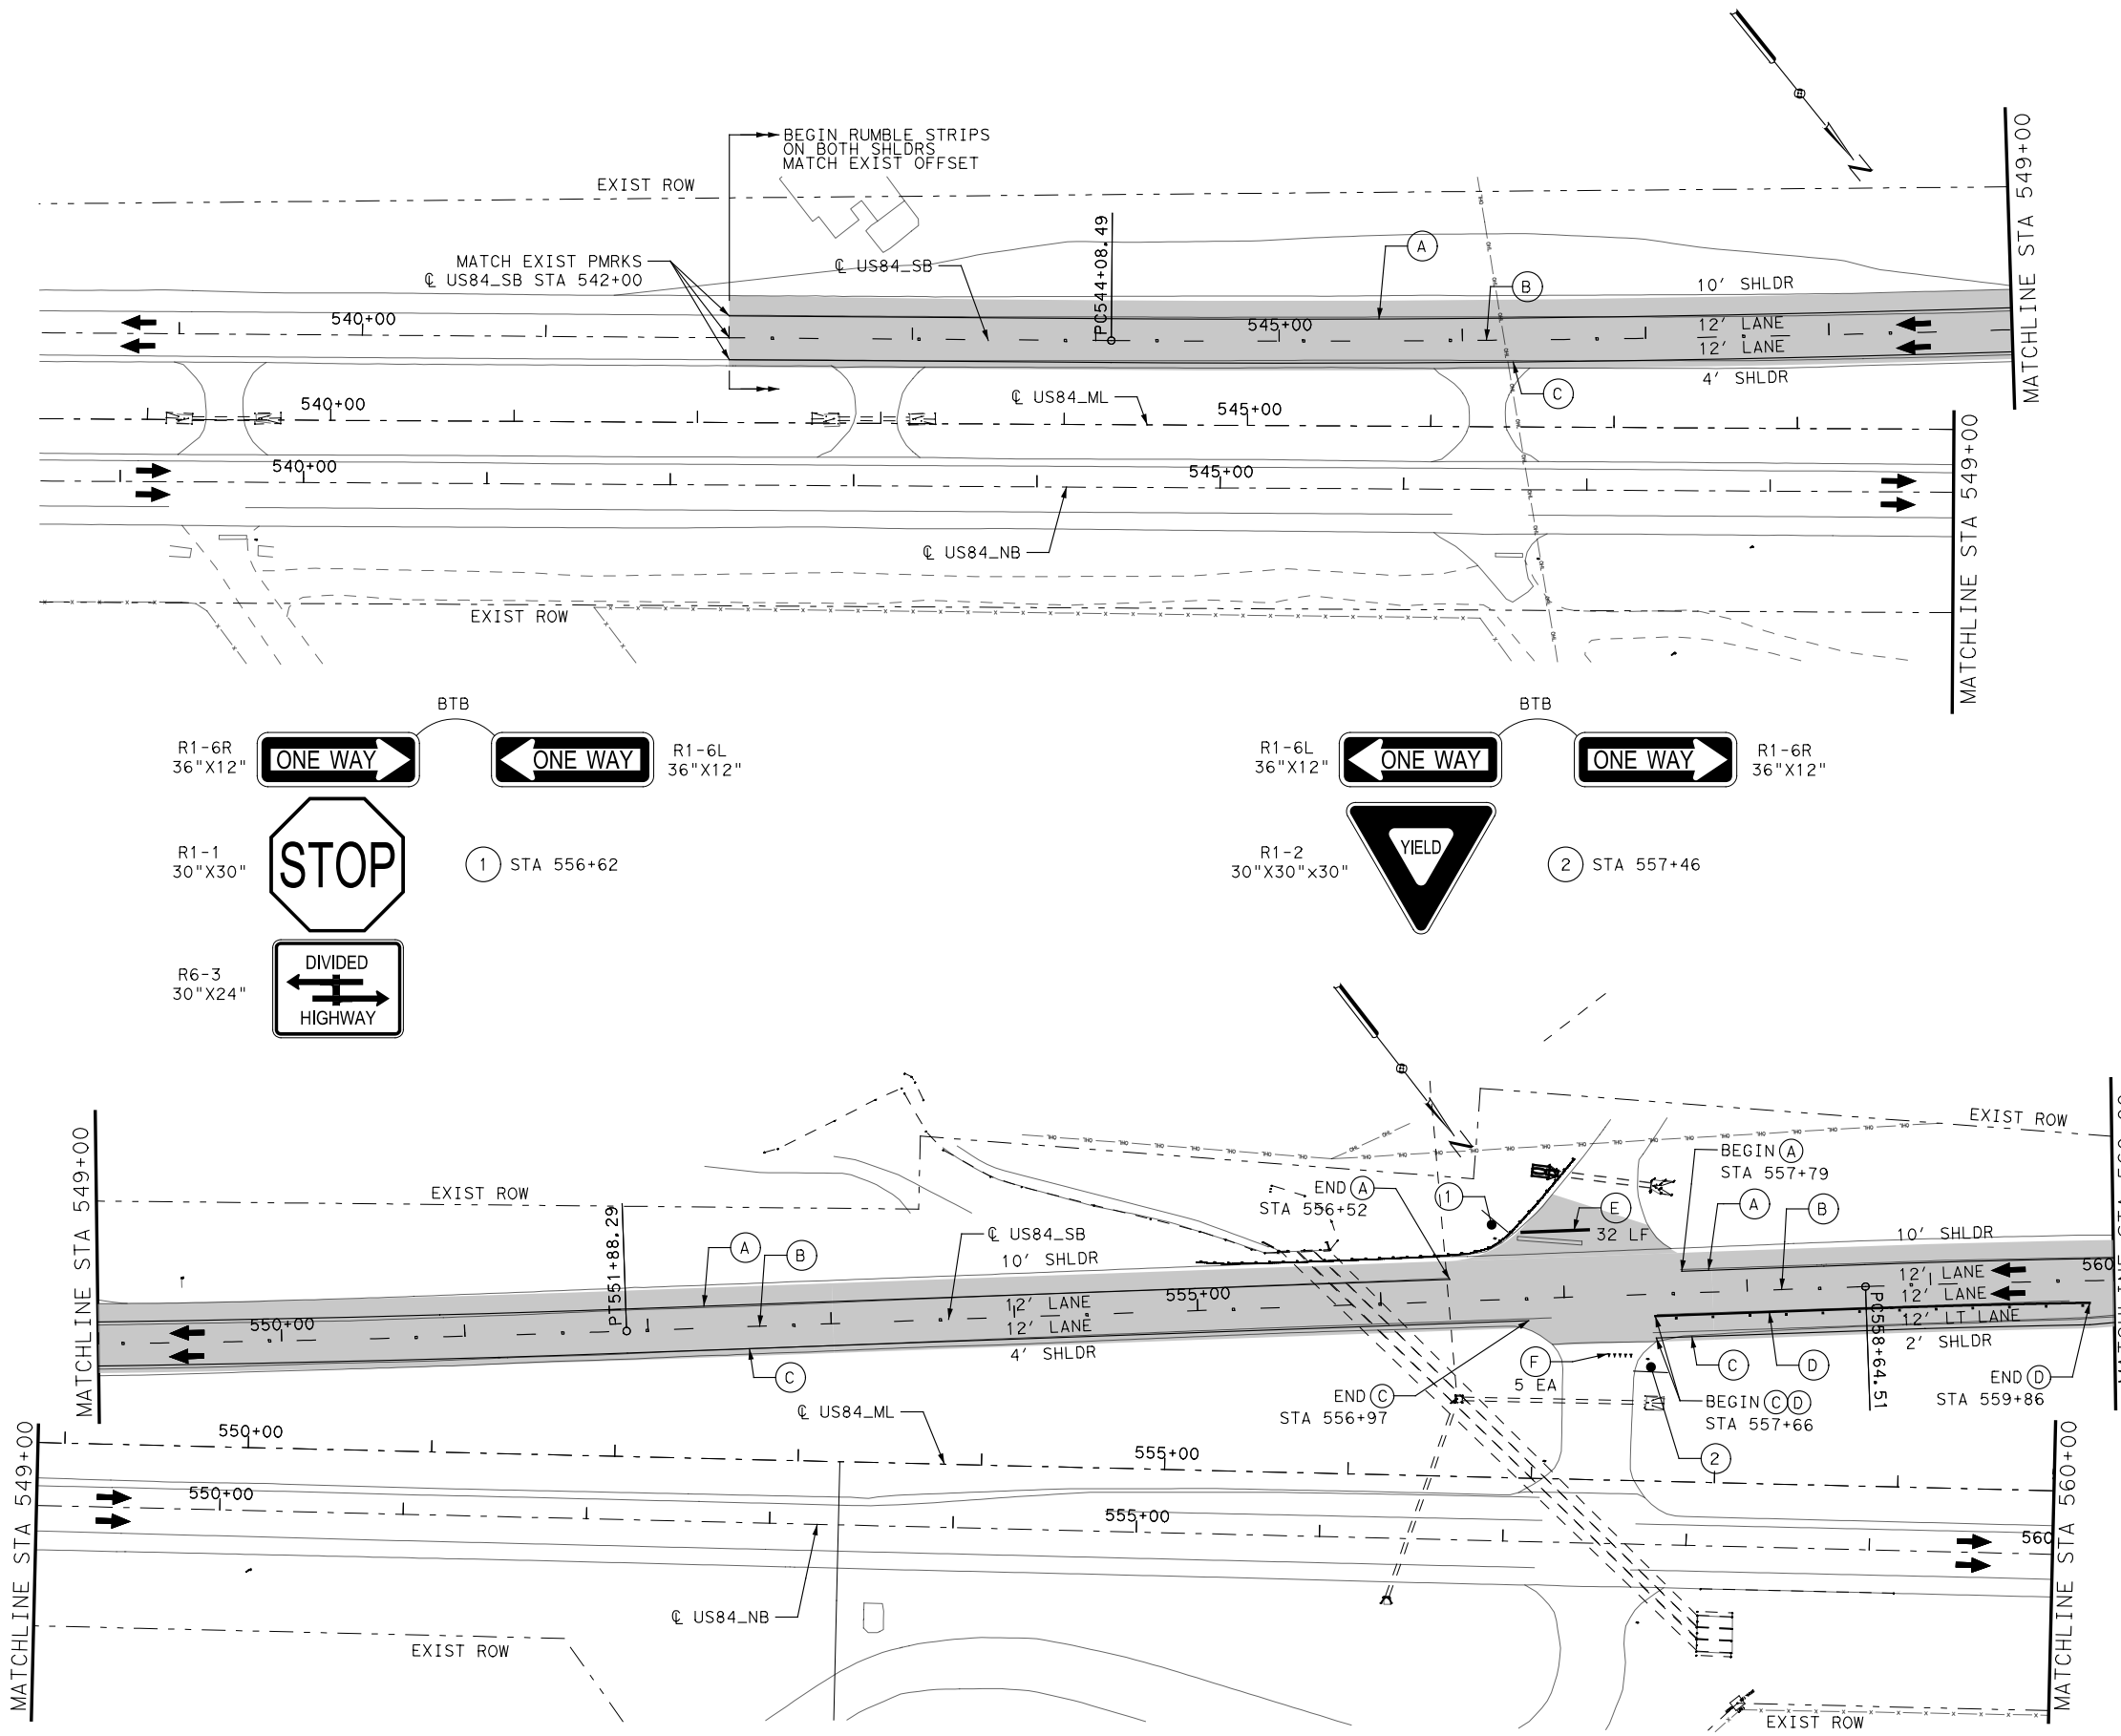 BEGIN RUMBLE STRIPS
ON BOTH SHLDRS
MATCH EXIST OFFSET
N
EXIST ROW
MATCHLINE STA 549+00
MATCH EXIST PMRKS
℄ US84_SB STA 542+00
℄ US84_SB
PC544+08.49
A
B
10' SHLDR
540+00
545+00
12' LANE
12' LANE
4' SHLDR
C
℄ US84_ML
540+00
545+00
540+00
545+00
℄ US84_NB
EXIST ROW
MATCHLINE STA 549+00
BTB
R1-6R
36"X12"
ONE WAY
ONE WAY
R1-6L
36"X12"
R1-1
30"X30"
STOP
1 STA 556+62
R6-3
30"X24"
DIVIDED
HIGHWAY
BTB
R1-6L
36"X12"
ONE WAY
ONE WAY
R1-6R
36"X12"
R1-2
30"X30"x30"
YIELD
2 STA 557+46
N
EXIST ROW
MATCHLINE STA 549+00
EXIST ROW
PT551+88.29
A
B
℄ US84_SB
10' SHLDR
END A
STA 556+52
1
E
32 LF
BEGIN A
STA 557+79
A
B
10' SHLDR
550+00
555+00
560
12' LANE
12' LANE
4' SHLDR
C
12' LANE
12' LANE
12' LT LANE
2' SHLDR
PC558+64.51
F
5 EA
END C
STA 556+97
C
D
BEGIN C D
STA 557+66
END D
STA 559+86
2
℄ US84_ML
550+00
555+00
550+00
555+00
560
℄ US84_NB
MATCHLINE STA 549+00
MATCHLINE STA 560+00
EXIST ROW
EXIST ROW